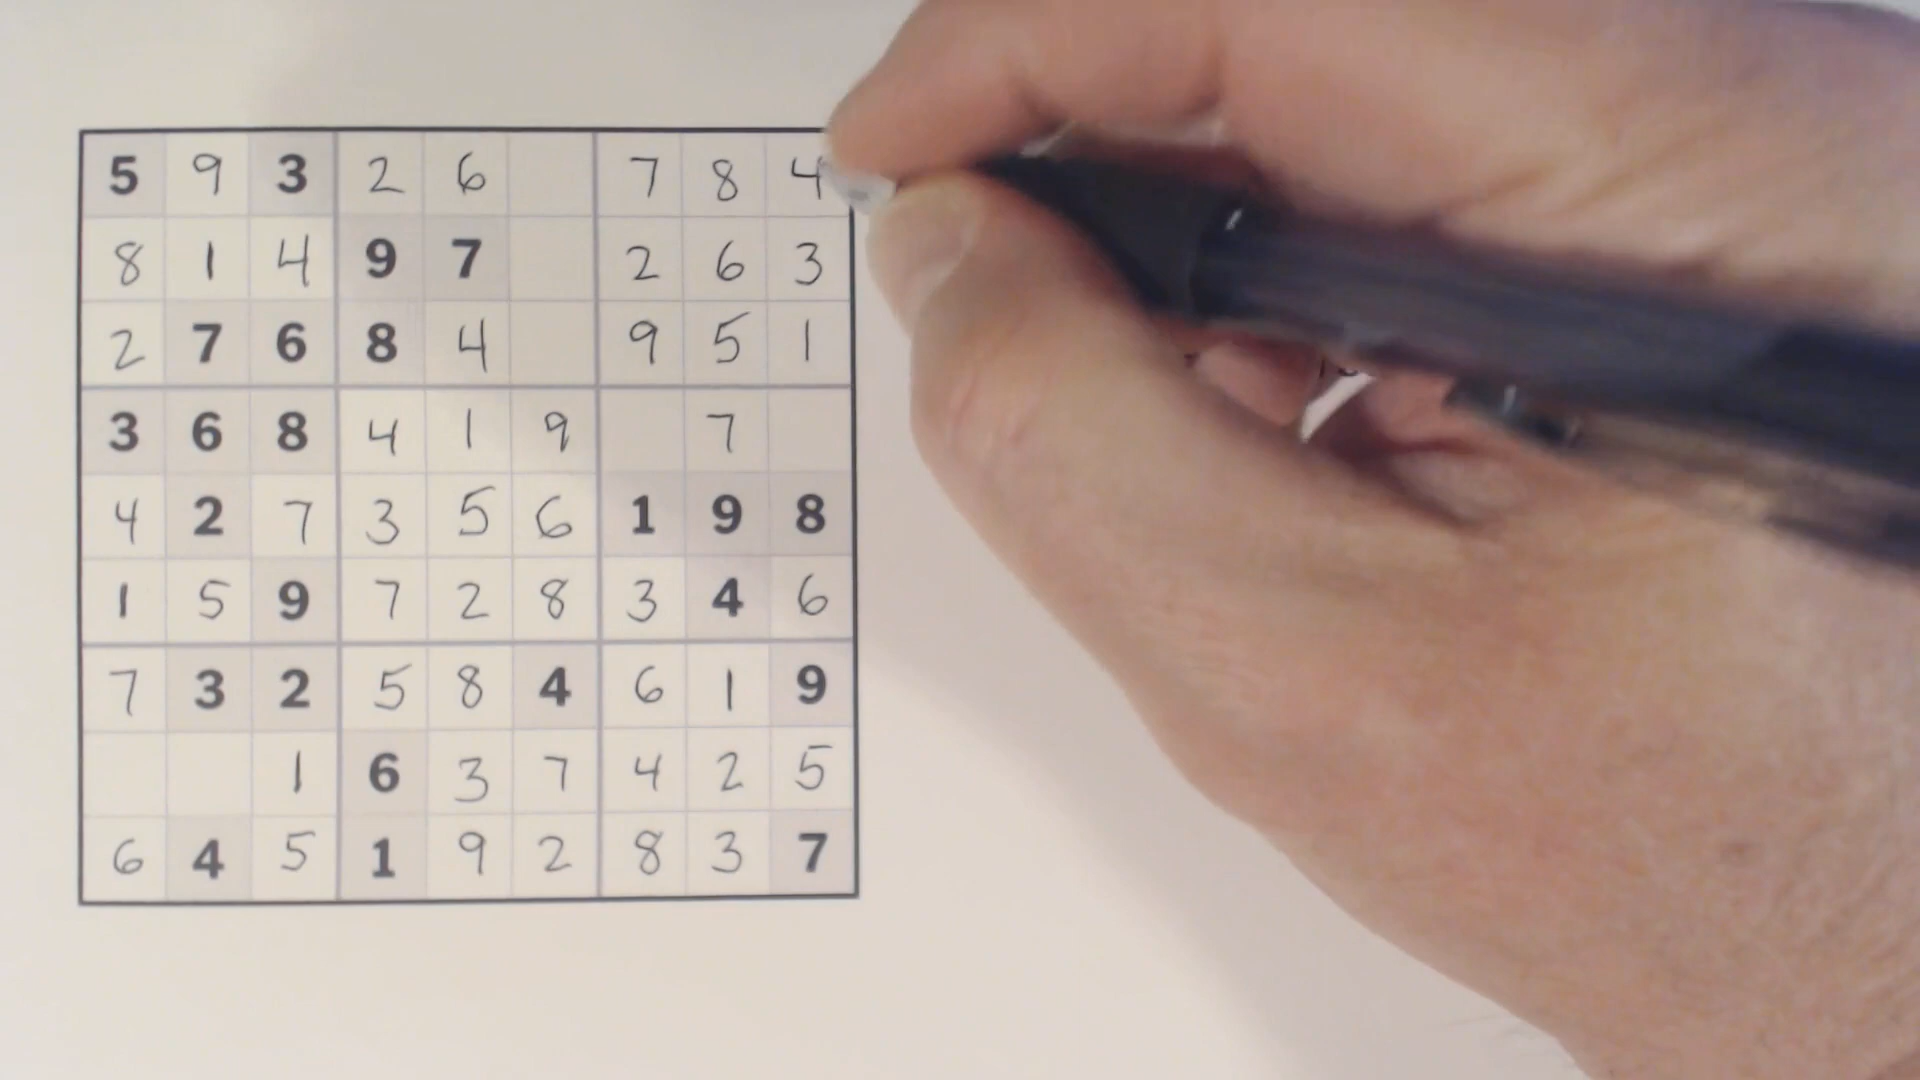 5 9 3 2 6 7 8 4
8 1 4 9 7 2 6 3
2 7 6 8 4 9 5 1
3 6 8 4 1 9 7
4 2 7 3 5 6 1 9 8
1 5 9 7 2 8 3 4 6
7 3 2 5 8 4 6 1 9
1 6 3 7 4 2 5
6 4 5 1 9 2 8 3 7